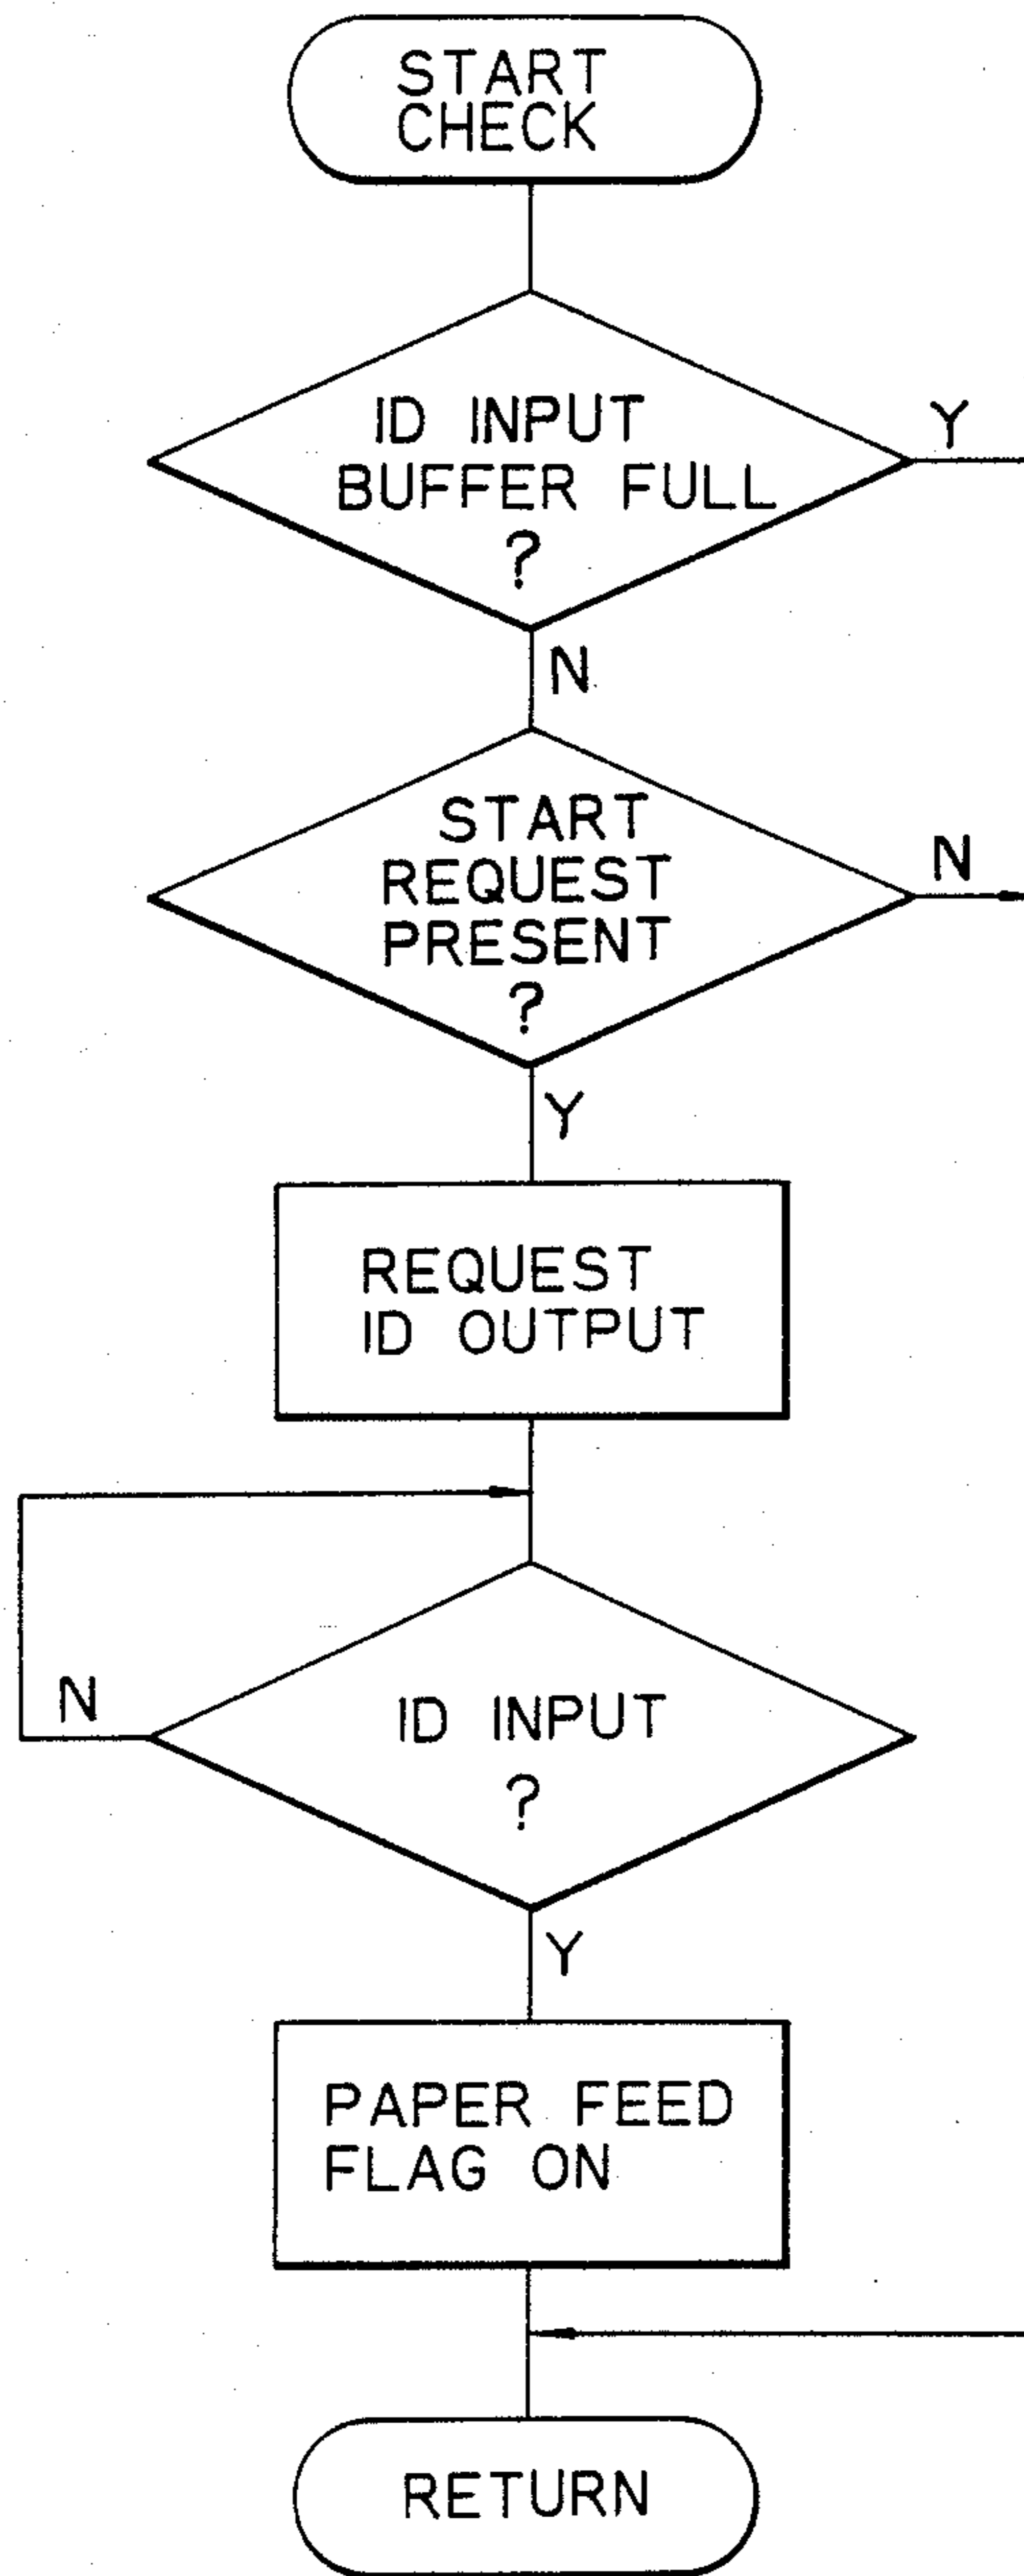 START
CHECK
ID INPUT
BUFFER FULL
?
Y
N
START
REQUEST
PRESENT
?
N
Y
REQUEST
ID OUTPUT
ID INPUT
?
N
Y
PAPER FEED
FLAG ON
RETURN